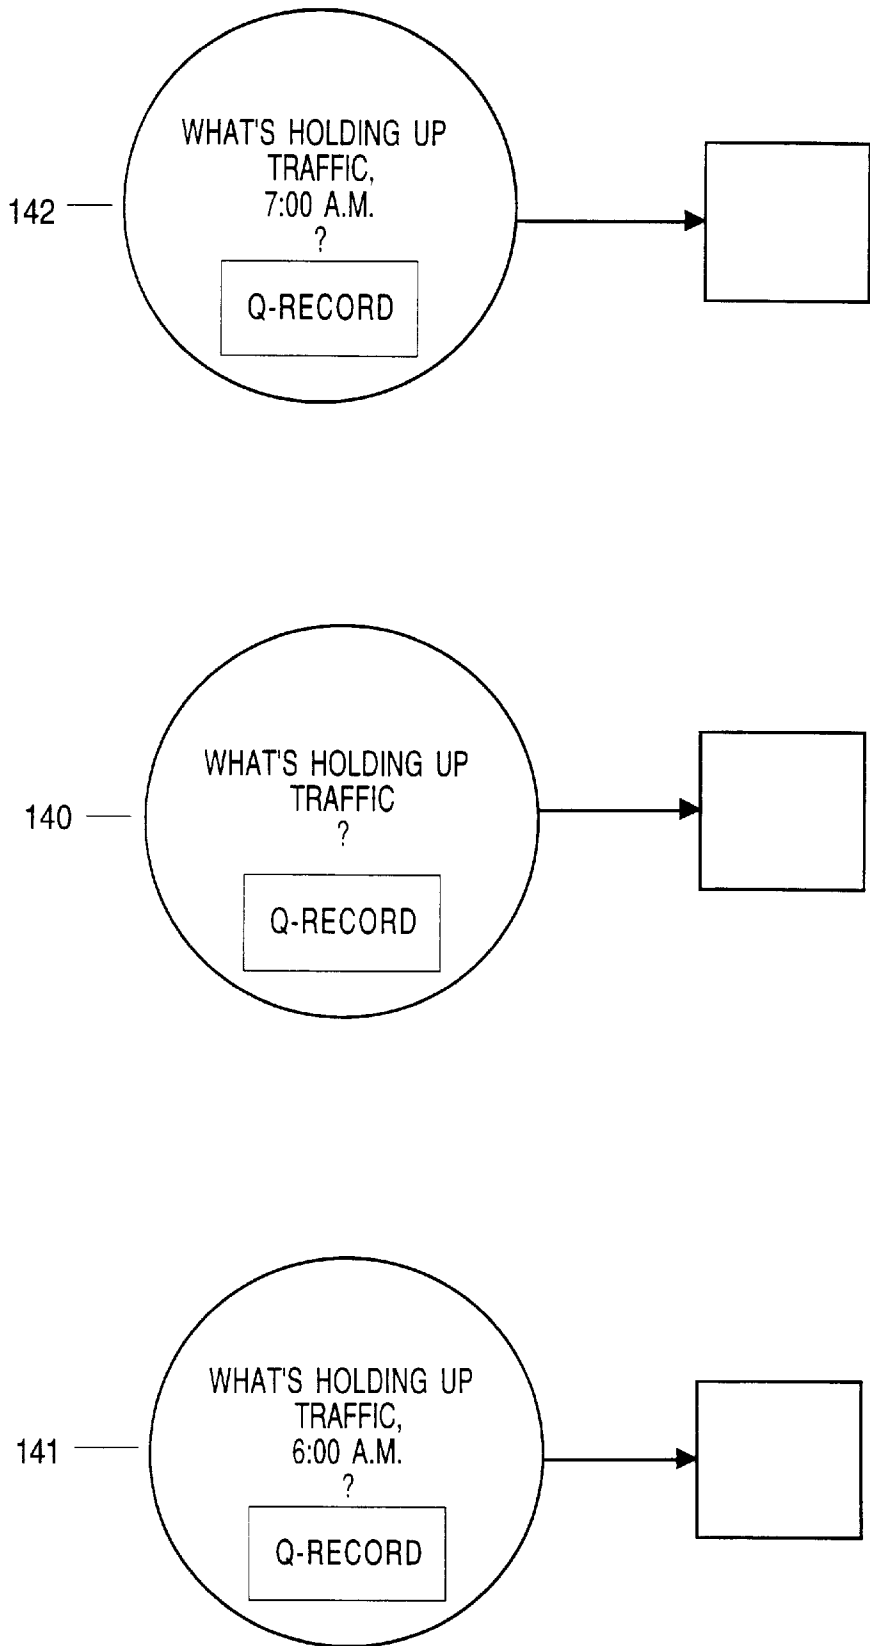 WHAT'S HOLDING UP
TRAFFIC,
7:00 A.M.
?
142
Q-RECORD
WHAT'S HOLDING UP
TRAFFIC
?
140
Q-RECORD
WHAT'S HOLDING UP
TRAFFIC,
6:00 A.M.
?
141
Q-RECORD